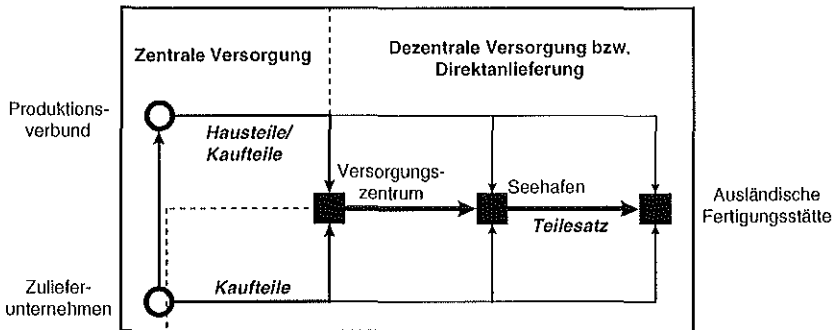 Zentrale Versorgung
Dezentrale Versorgung bzw.
Direktanlieferung
Produktions-
verbund
Hausteile/
Kaufteile
Versorgungs-
zentrum
Seehafen
Teilesatz
Ausländische
Fertigungsstätte
Zuliefer-
unternehmen
Kaufteile